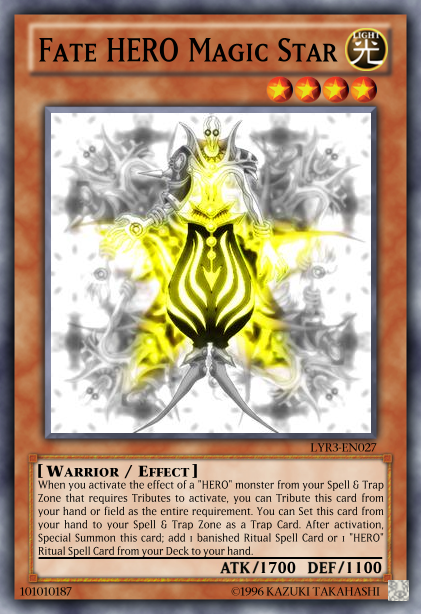 Fate HERO Magic Star
LIGHT
光
LYR3-EN027
[ Warrior / Effect ]
When you activate the effect of a "HERO" monster from your Spell & Trap
Zone that requires Tributes to activate, you can Tribute this card from
your hand or field as the entire requirement. You can Set this card from
your hand to your Spell & Trap Zone as a Trap Card. After activation,
Special Summon this card; add 1 banished Ritual Spell Card or 1 "HERO"
Ritual Spell Card from your Deck to your hand.
ATK/1700 DEF/1100
101010187
©1996 KAZUKI TAKAHASHI